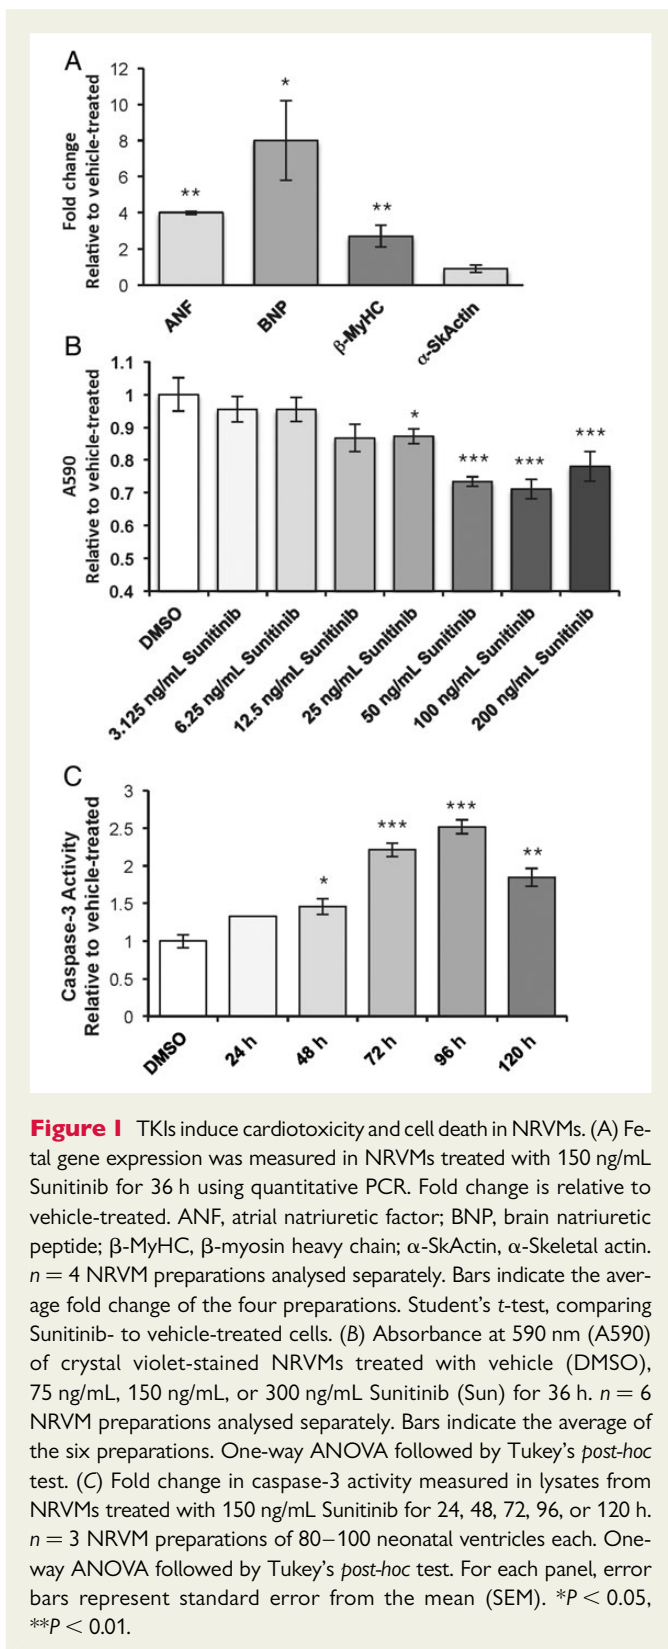 A
12
10
8
6
4
2
0
Fold change
Relative to vehicle-treated
**
*
**
ANF
BNP
β-MyHC
α-SkActin
B
1.1
1
0.9
0.8
0.7
0.6
0.5
0.4
A590
Relative to vehicle-treated
*
***
***
***
DMSO
3.125 ng/mL Sunitinib
6.25 ng/mL Sunitinib
12.5 ng/mL Sunitinib
25 ng/mL Sunitinib
50 ng/mL Sunitinib
100 ng/mL Sunitinib
200 ng/mL Sunitinib
C
3
2.5
2
1.5
1
0.5
0
Caspase-3 Activity
Relative to vehicle-treated
*
***
***
**
DMSO
24 h
48 h
72 h
96 h
120 h
Figure 1 TKIs induce cardiotoxicity and cell death in NRVMs. (A) Fe-
tal gene expression was measured in NRVMs treated with 150 ng/mL
Sunitinib for 36 h using quantitative PCR. Fold change is relative to
vehicle-treated. ANF, atrial natriuretic factor; BNP, brain natriuretic
peptide; β-MyHC, β-myosin heavy chain; α-SkActin, α-Skeletal actin.
n = 4 NRVM preparations analysed separately. Bars indicate the aver-
age fold change of the four preparations. Student's t-test, comparing
Sunitinib- to vehicle-treated cells. (B) Absorbance at 590 nm (A590)
of crystal violet-stained NRVMs treated with vehicle (DMSO),
75 ng/mL, 150 ng/mL, or 300 ng/mL Sunitinib (Sun) for 36 h. n = 6
NRVM preparations analysed separately. Bars indicate the average of
the six preparations. One-way ANOVA followed by Tukey's post-hoc
test. (C) Fold change in caspase-3 activity measured in lysates from
NRVMs treated with 150 ng/mL Sunitinib for 24, 48, 72, 96, or 120 h.
n = 3 NRVM preparations of 80–100 neonatal ventricles each. One-
way ANOVA followed by Tukey's post-hoc test. For each panel, error
bars represent standard error from the mean (SEM). *P < 0.05,
**P < 0.01.